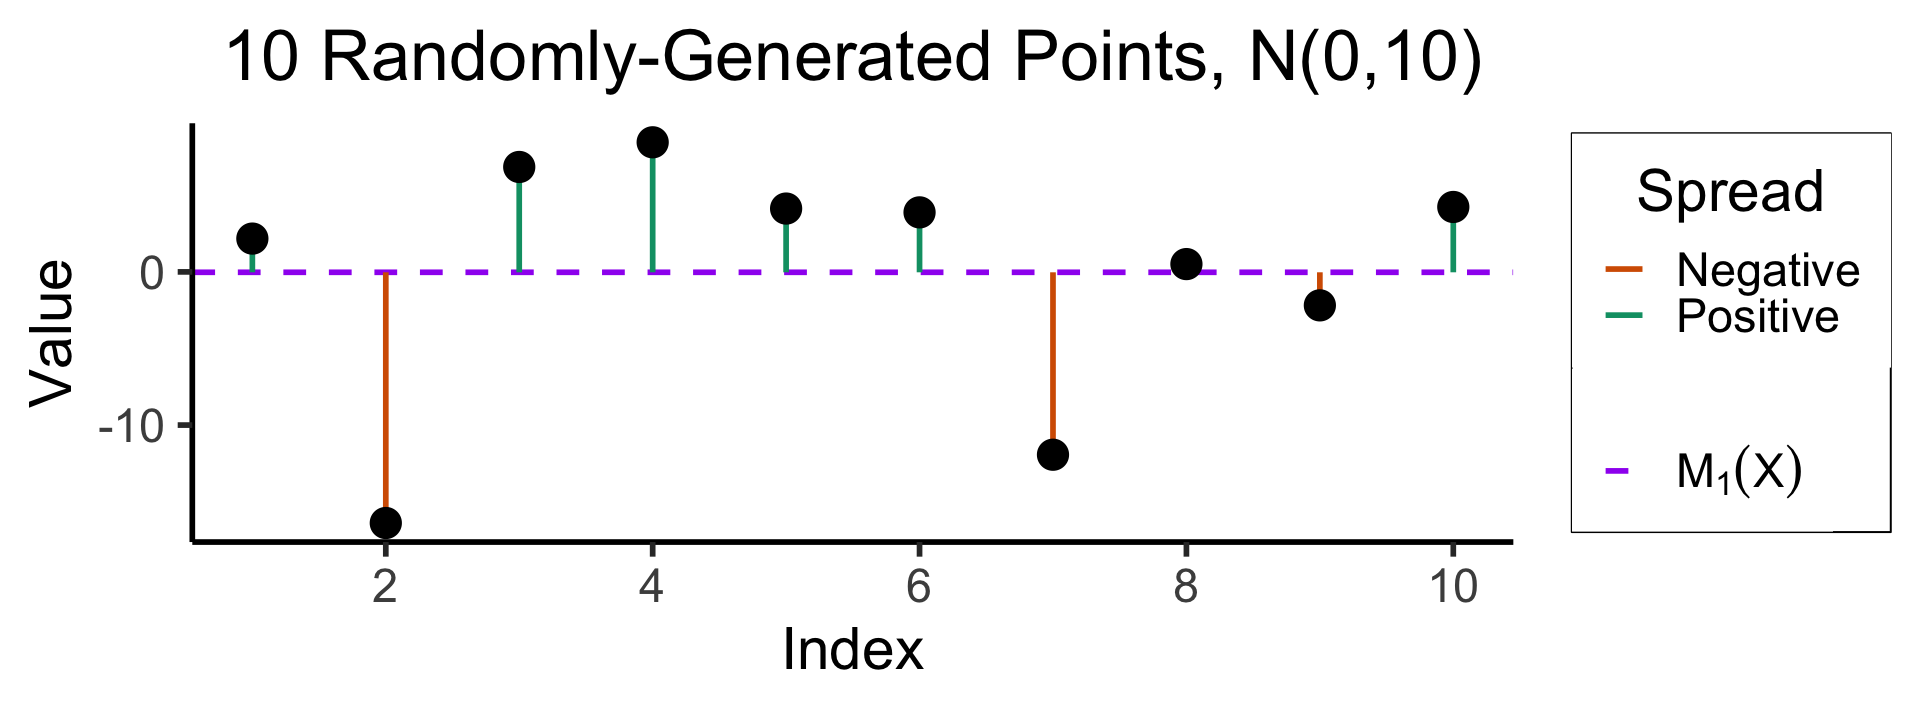 10 Randomly-Generated Points, N(0,10)
Value
0
-10
2 4 6 8 10
Index
Spread
Negative
Positive
M₁(X)